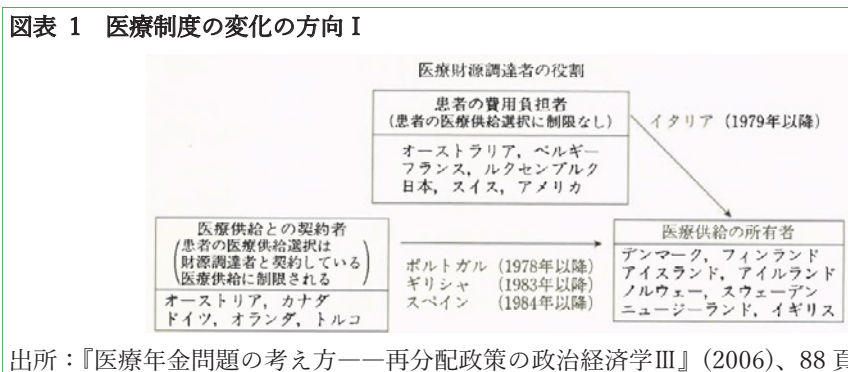 図表 1 医療制度の変化の方向Ⅰ
医療財源調達者の役割
患者の費用負担者
(患者の医療供給選択に制限なし)
オーストラリア, ベルギー
フランス, ルクセンブルク
日本, スイス, アメリカ
イタリア (1979年以降)
医療供給との契約者
(患者の医療供給選択は
財源調達者と契約している
医療供給に制限される)
オーストリア, カナダ
ドイツ, オランダ, トルコ
ポルトガル (1978年以降)
ギリシャ (1983年以降)
スペイン (1984年以降)
医療供給の所有者
デンマーク, フィンランド
アイスランド, アイルランド
ノルウェー, スウェーデン
ニュージーランド, イギリス
出所:『医療年金問題の考え方——再分配政策の政治経済学Ⅲ』(2006)、88 頁